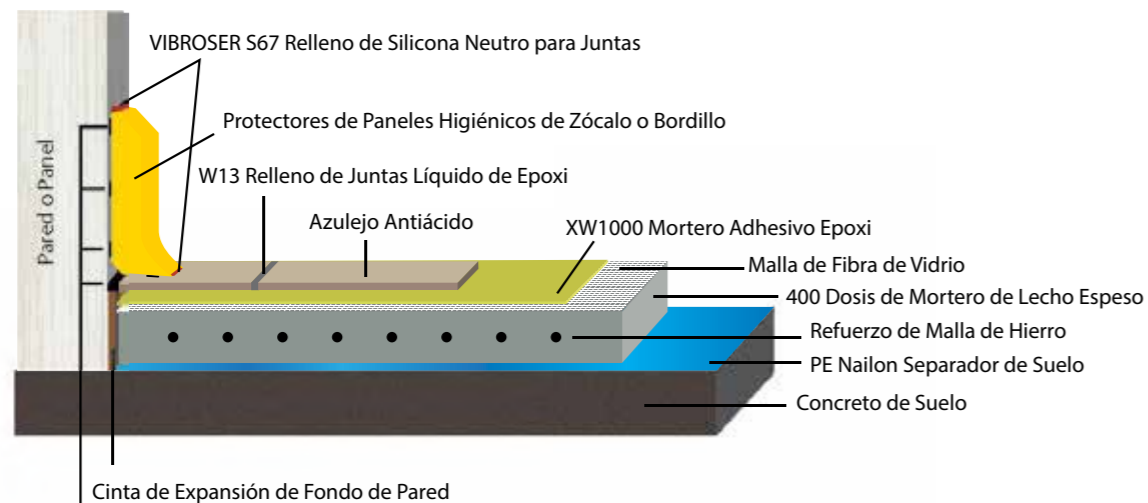 VIBROSER S67 Relleno de Silicona Neutro para Juntas
Protectores de Paneles Higiénicos de Zócalo o Bordillo
W13 Relleno de Juntas Líquido de Epoxi
Azulejo Antiácido
XW1000 Mortero Adhesivo Epoxi
Malla de Fibra de Vidrio
400 Dosis de Mortero de Lecho Espeso
Refuerzo de Malla de Hierro
PE Nailon Separador de Suelo
Concreto de Suelo
Pared o Panel
Cinta de Expansión de Fondo de Pared